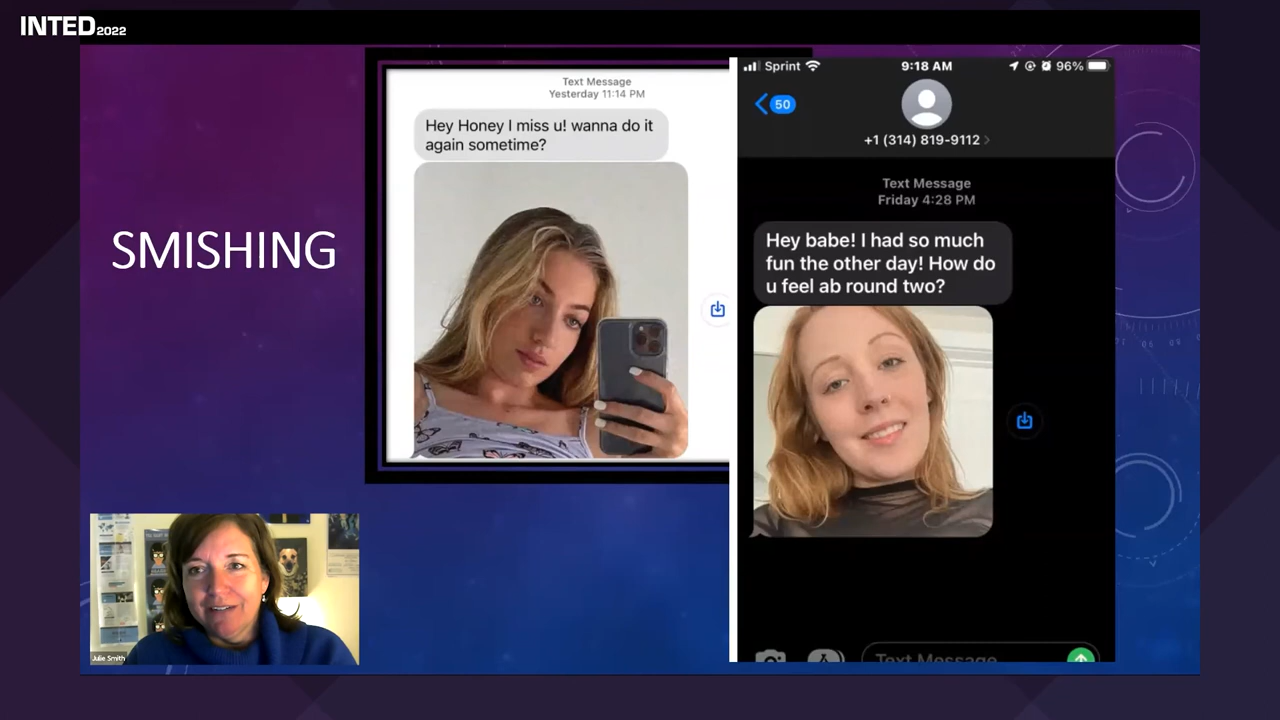 INTED2022
SMISHING
Text Message
Yesterday 11:14 PM
Hey Honey I miss u! wanna do it
again sometime?
Sprint
9:18 AM
96%
50
+1 (314) 819-9112
Text Message
Friday 4:28 PM
Hey babe! I had so much
fun the other day! How do
u feel ab round two?
Text Message
Julie Smith